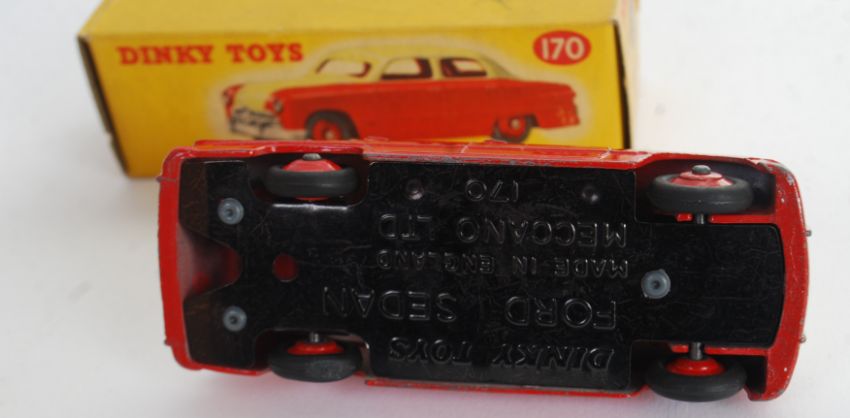 DINKY TOYS
170
DINKY TOYS
FORD SEDAN
MADE IN ENGLAND
MECCANO LTD
170